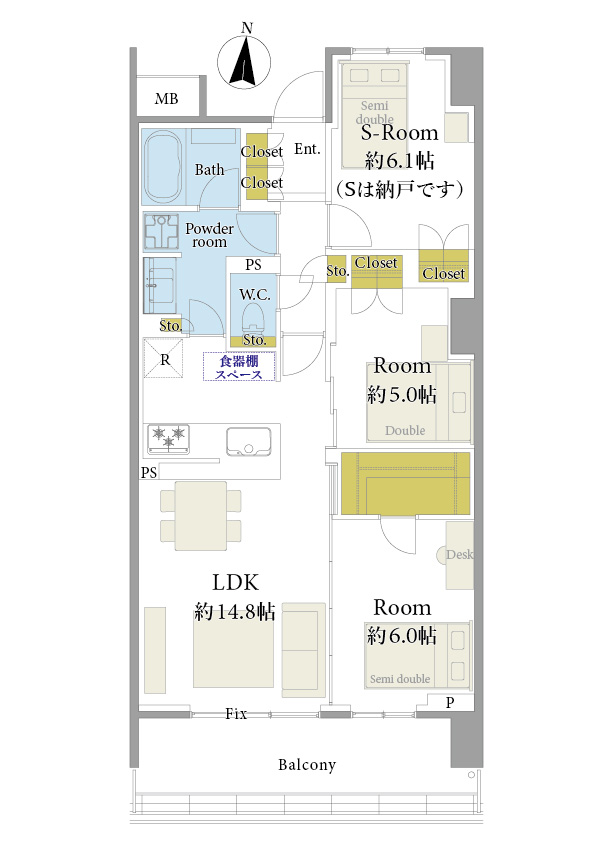 N
MB
Semi
double
S-Room
約6.1帖
（Sは納戸です）
Ent.
Closet
Closet
Bath
Powder
room
PS
Sto.
Closet
Closet
W.C.
Sto.
Sto.
R
食器棚
スペース
Room
約5.0帖
Double
PS
Desk
LDK
約14.8帖
Room
約6.0帖
Semi double
P
Fix
Balcony